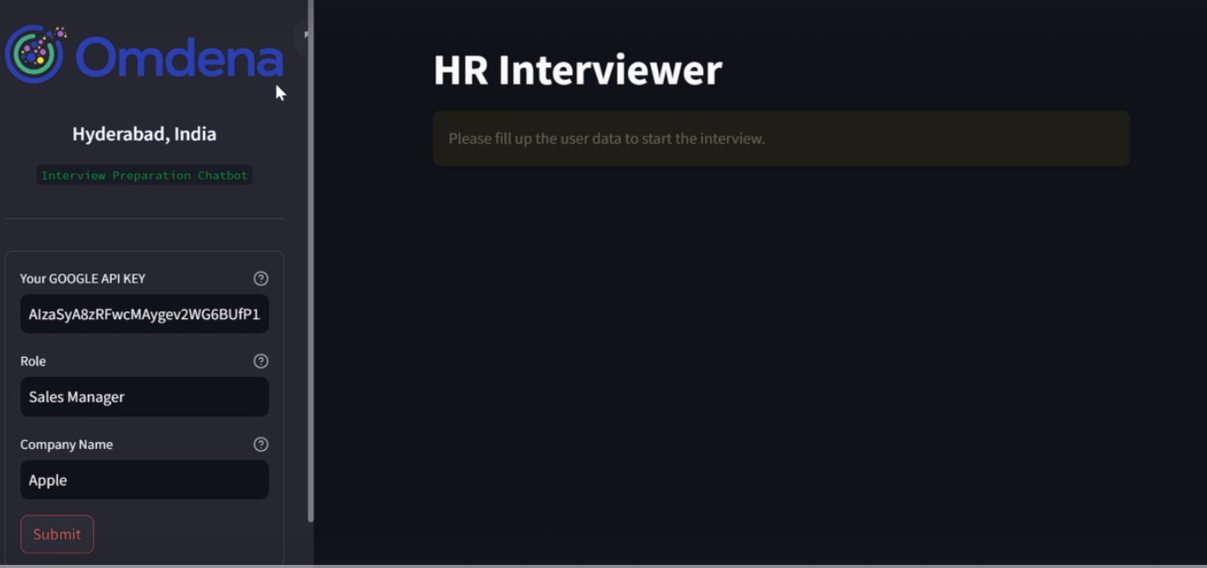 Omdena
Hyderabad, India
Interview Preparation Chatbot
Your GOOGLE API KEY
AIzaSyA8zRFwcMAygev2WG6BUfP1
Role
Sales Manager
Company Name
Apple
Submit
HR Interviewer
Please fill up the user data to start the interview.